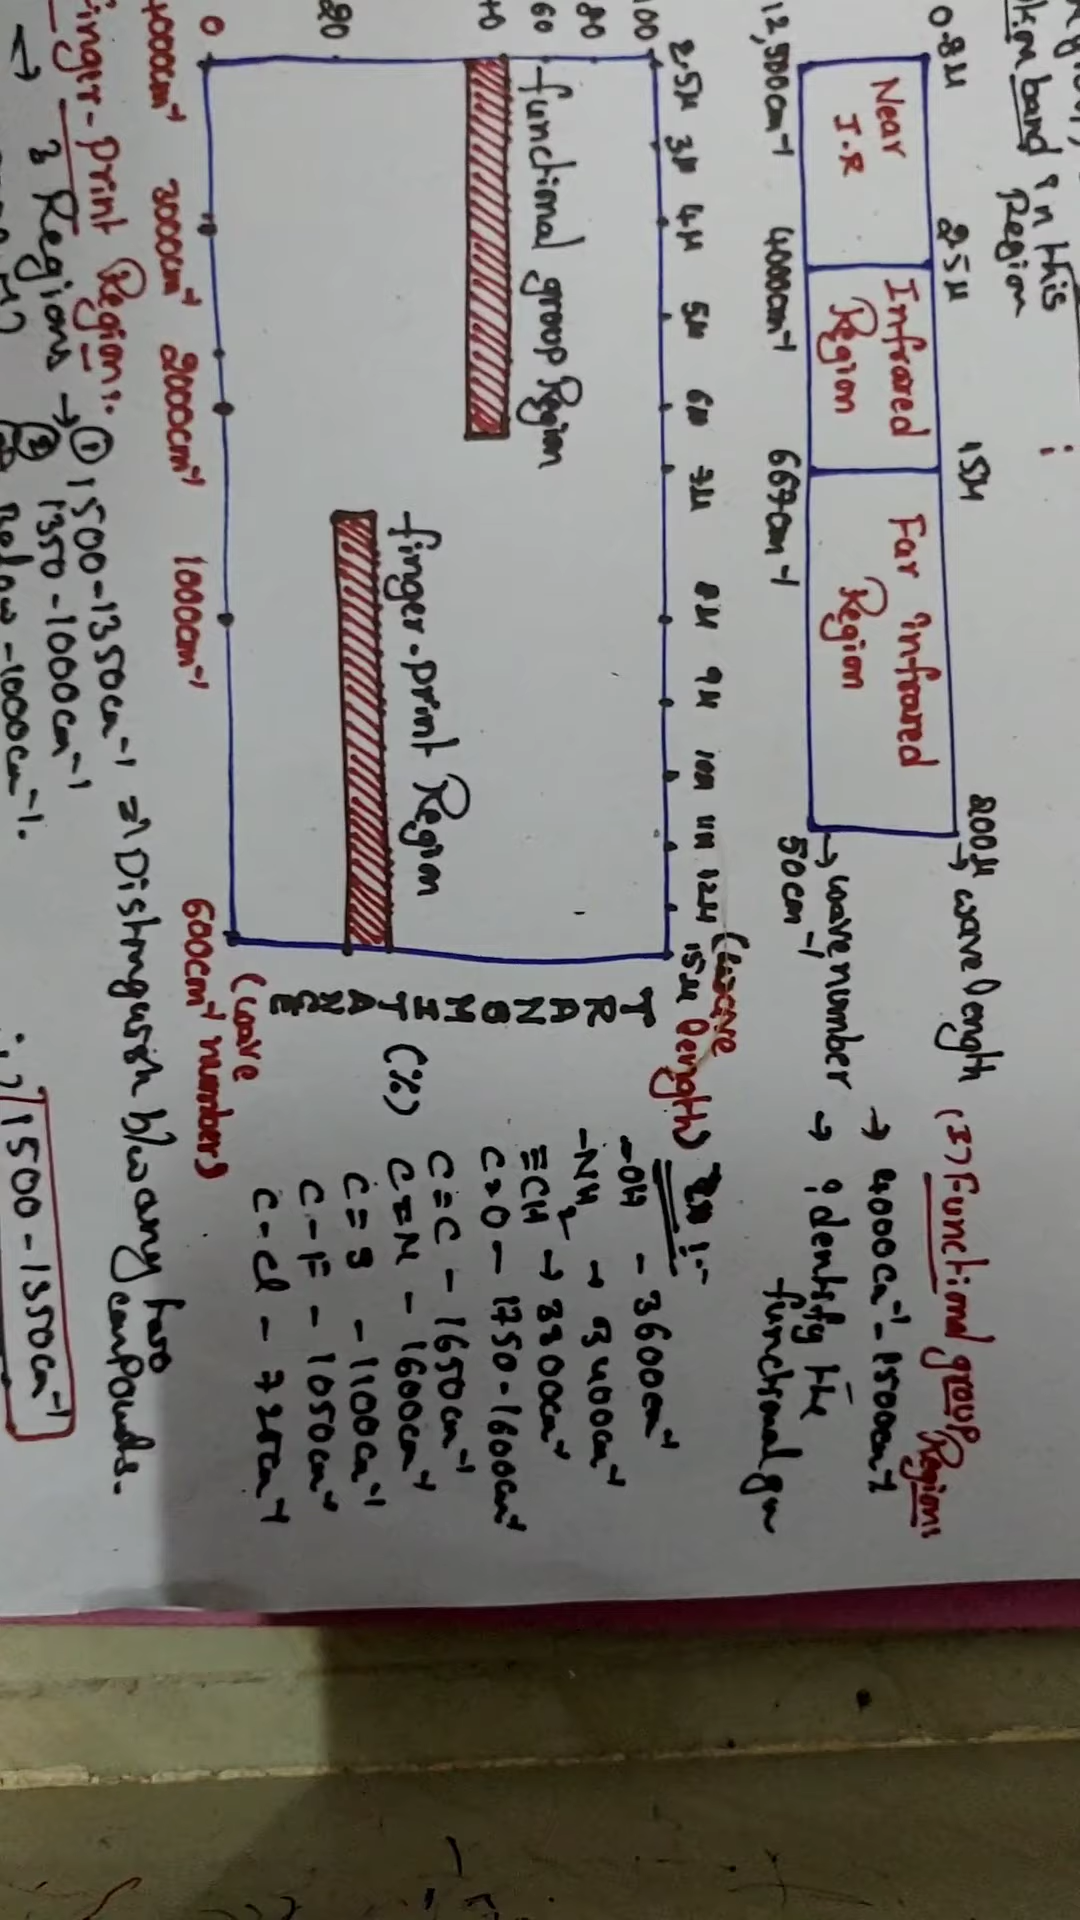 km band in this
Region
0.8μ
2.5μ
15μ
200μ → wave length
Near
I.R
Infrared
Region
Far infrared
Region
12,500cm⁻¹
4000cm⁻¹
667cm⁻¹
50cm⁻¹
→ wave number
(I) Functional group
Regions
→ 4000cm⁻¹ - 1500cm⁻¹
→ identify the
functional
2.5μ 3μ 4μ 5μ 6μ 7μ 8μ 9μ 10μ 11μ 12μ 15μ
(wave
length)
100
80
60
40
20
0
functional group Region
finger-print Region
TRANSMITTANCE
(%)
4000cm⁻¹ 3000cm⁻¹ 2000cm⁻¹ 1000cm⁻¹ 600cm⁻¹
(wave
numbers)
-OH - 3600cm⁻¹
-NH₂ → 3400cm⁻¹
≡CH → 3300cm⁻¹
C=O - 1750-1600cm⁻¹
C=C - 1650cm⁻¹
C=N - 1600cm⁻¹
C=S - 1100cm⁻¹
C-F - 1050cm⁻¹
C-Cl - 725cm⁻¹
Finger-print Region:-
3 Regions → ① 1500-1350cm⁻¹ ⇒ Distinguish b/w any two
compounds.
② 1350-1000cm⁻¹
③ Below -1000cm⁻¹.
1500-1350cm⁻¹